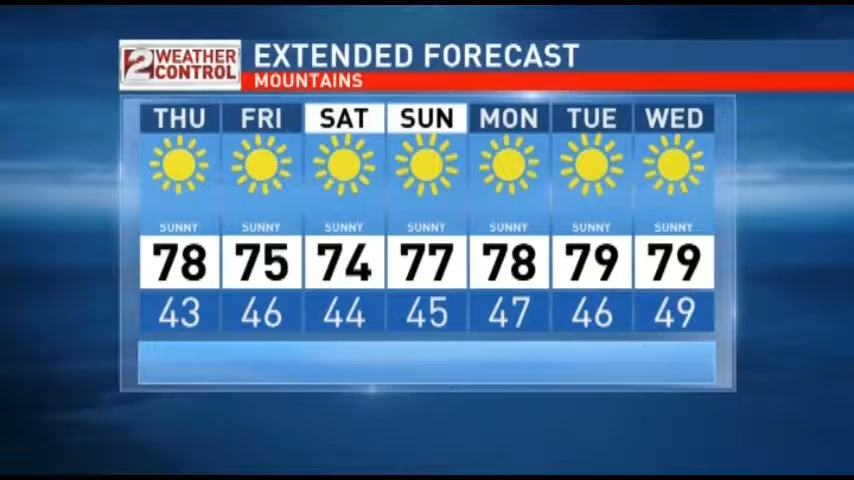 2 WEATHER CONTROL
EXTENDED FORECAST
MOUNTAINS
THU FRI SAT SUN MON TUE WED
SUNNY SUNNY SUNNY SUNNY SUNNY SUNNY SUNNY
78 75 74 77 78 79 79
43 46 44 45 47 46 49